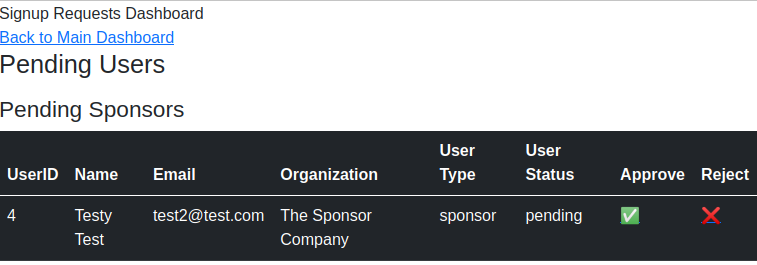 Signup Requests Dashboard
Back to Main Dashboard
Pending Users
Pending Sponsors
UserID Name Email Organization User Type User Status Approve Reject
4 Testy Test test2@test.com The Sponsor Company sponsor pending ✅ ❌